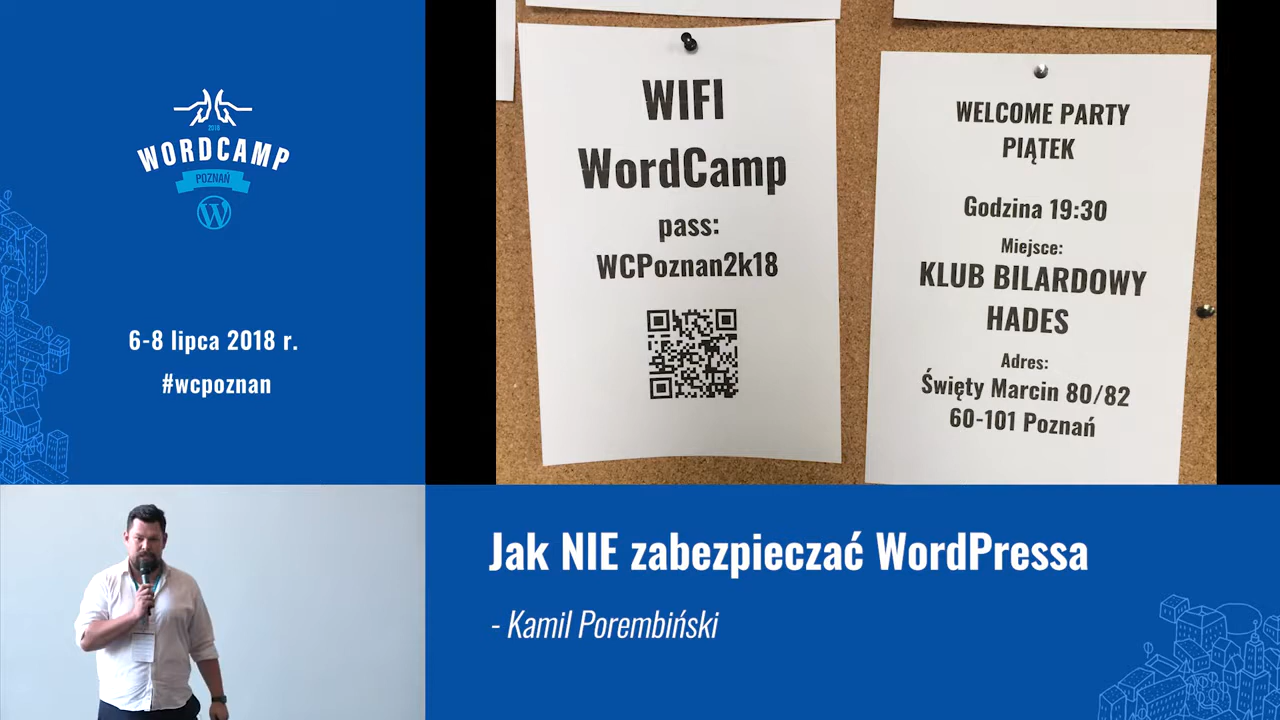 2018
WORDCAMP
POZNAŃ
6-8 lipca 2018 r.
#wcpoznan
WIFI
WordCamp
pass:
WCPoznan2k18
WELCOME PARTY
PIĄTEK
Godzina 19:30
Miejsce:
KLUB BILARDOWY
HADES
Adres:
Święty Marcin 80/82
60-101 Poznań
Jak NIE zabezpieczać WordPressa
- Kamil Porembiński